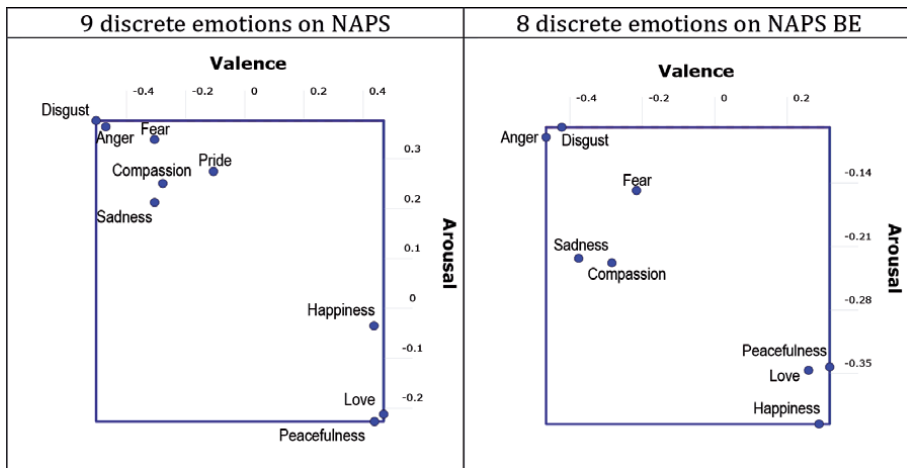 9 discrete emotions on NAPS
Valence
-0.4 -0.2 0 0.2 0.4
Disgust
Anger
Fear
Pride
Compassion
Sadness
0.3
0.2
0.1
0
-0.1
-0.2
Arousal
Happiness
Love
Peacefulness
8 discrete emotions on NAPS BE
Valence
-0.4 -0.2 0 0.2
Anger
Disgust
Fear
Sadness
Compassion
-0.14
-0.21
-0.28
-0.35
Arousal
Peacefulness
Love
Happiness